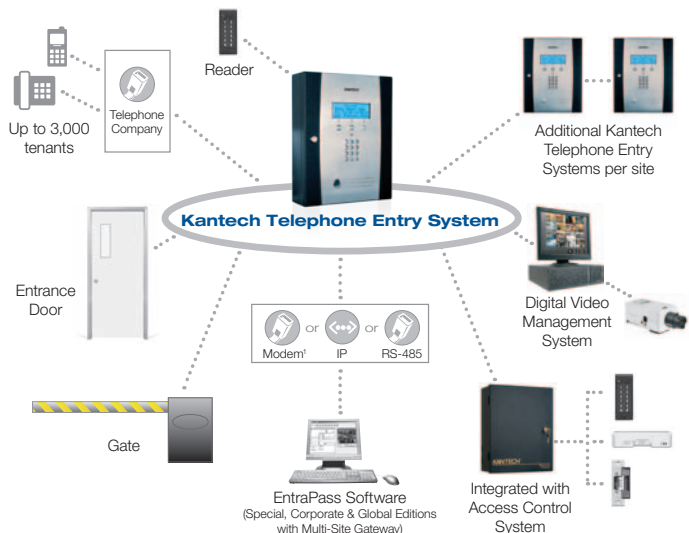 Reader
Telephone
Company
Up to 3,000
tenants
Additional Kantech
Telephone Entry
Systems per site
Kantech Telephone Entry System
Entrance
Door
Digital Video
Management
System
or
or
Modem¹
IP
RS-485
Gate
KANTECH
EntraPass Software
(Special, Corporate & Global Editions
with Multi-Site Gateway)
Integrated with
Access Control
System